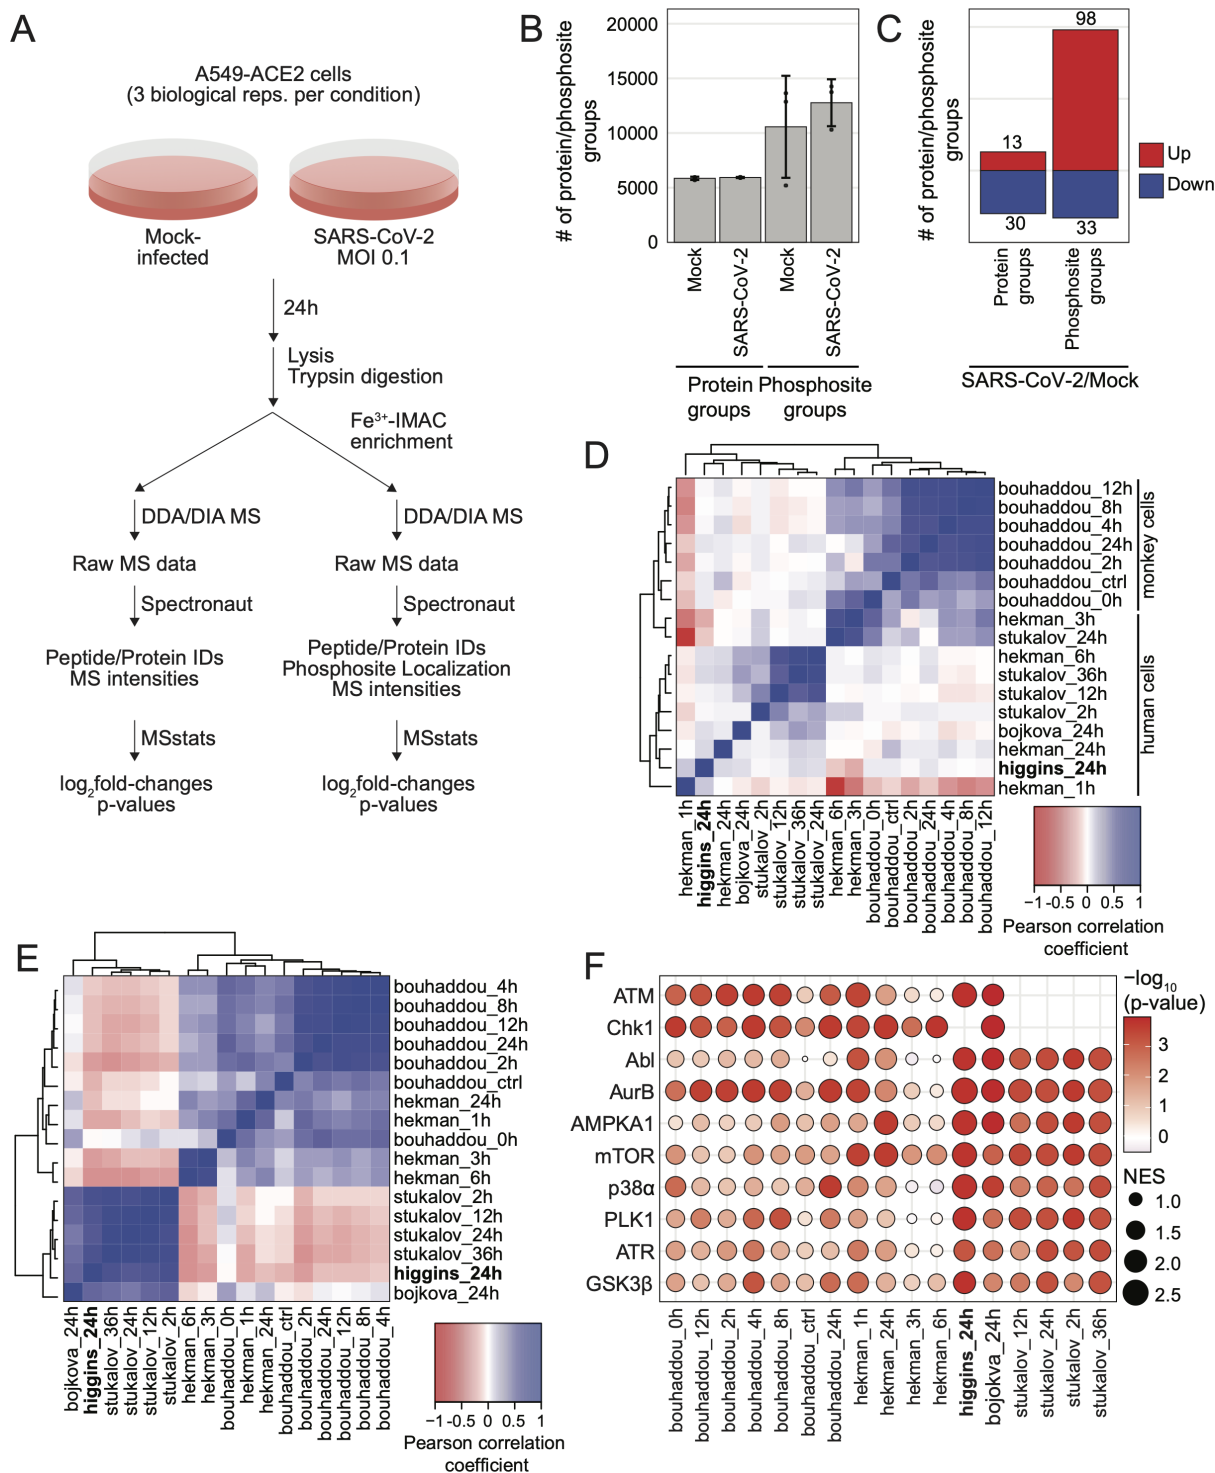 A
A549-ACE2 cells
(3 biological reps. per condition)
Mock-
infected
SARS-CoV-2
MOI 0.1
24h
Lysis
Trypsin digestion
Fe3+-IMAC
enrichment
DDA/DIA MS
DDA/DIA MS
Raw MS data
Raw MS data
Spectronaut
Spectronaut
Peptide/Protein IDs
MS intensities
Peptide/Protein IDs
Phosphosite Localization
MS intensities
MSstats
MSstats
log2fold-changes
p-values
log2fold-changes
p-values
B
# of protein/phosphosite
groups
20000
15000
10000
5000
0
Mock
SARS-CoV-2
Mock
SARS-CoV-2
Protein
groups
Phosphosite
groups
C
# of protein/phosphosite
groups
98
13
30
33
Up
Down
Protein
groups
Phosphosite
groups
SARS-CoV-2/Mock
D
bouhaddou_12h
bouhaddou_8h
bouhaddou_4h
bouhaddou_24h
bouhaddou_2h
bouhaddou_ctrl
bouhaddou_0h
hekman_3h
stukalov_24h
hekman_6h
stukalov_36h
stukalov_12h
stukalov_2h
bojkova_24h
hekman_24h
higgins_24h
hekman_1h
monkey cells
human cells
hekman_1h
higgins_24h
hekman_24h
bojkova_24h
stukalov_2h
stukalov_12h
stukalov_36h
stukalov_24h
hekman_6h
hekman_3h
bouhaddou_0h
bouhaddou_ctrl
bouhaddou_2h
bouhaddou_24h
bouhaddou_4h
bouhaddou_8h
bouhaddou_12h
−1 −0.5 0 0.5 1
Pearson correlation
coefficient
E
bouhaddou_4h
bouhaddou_8h
bouhaddou_12h
bouhaddou_24h
bouhaddou_2h
bouhaddou_ctrl
hekman_24h
hekman_1h
bouhaddou_0h
hekman_3h
hekman_6h
stukalov_2h
stukalov_12h
stukalov_24h
stukalov_36h
higgins_24h
bojkova_24h
bojkova_24h
higgins_24h
stukalov_36h
stukalov_24h
stukalov_12h
stukalov_2h
hekman_6h
hekman_3h
bouhaddou_0h
hekman_1h
hekman_24h
bouhaddou_ctrl
bouhaddou_2h
bouhaddou_24h
bouhaddou_12h
bouhaddou_8h
bouhaddou_4h
−1 −0.5 0 0.5 1
Pearson correlation
coefficient
F
ATM
Chk1
Abl
AurB
AMPKA1
mTOR
p38α
PLK1
ATR
GSK3β
bouhaddou_0h
bouhaddou_12h
bouhaddou_2h
bouhaddou_4h
bouhaddou_8h
bouhaddou_ctrl
bouhaddou_24h
hekman_1h
hekman_24h
hekman_3h
hekman_6h
higgins_24h
bojokva_24h
stukalov_12h
stukalov_24h
stukalov_2h
stukalov_36h
−log10
(p-value)
3
2
1
0
NES
1.0
1.5
2.0
2.5